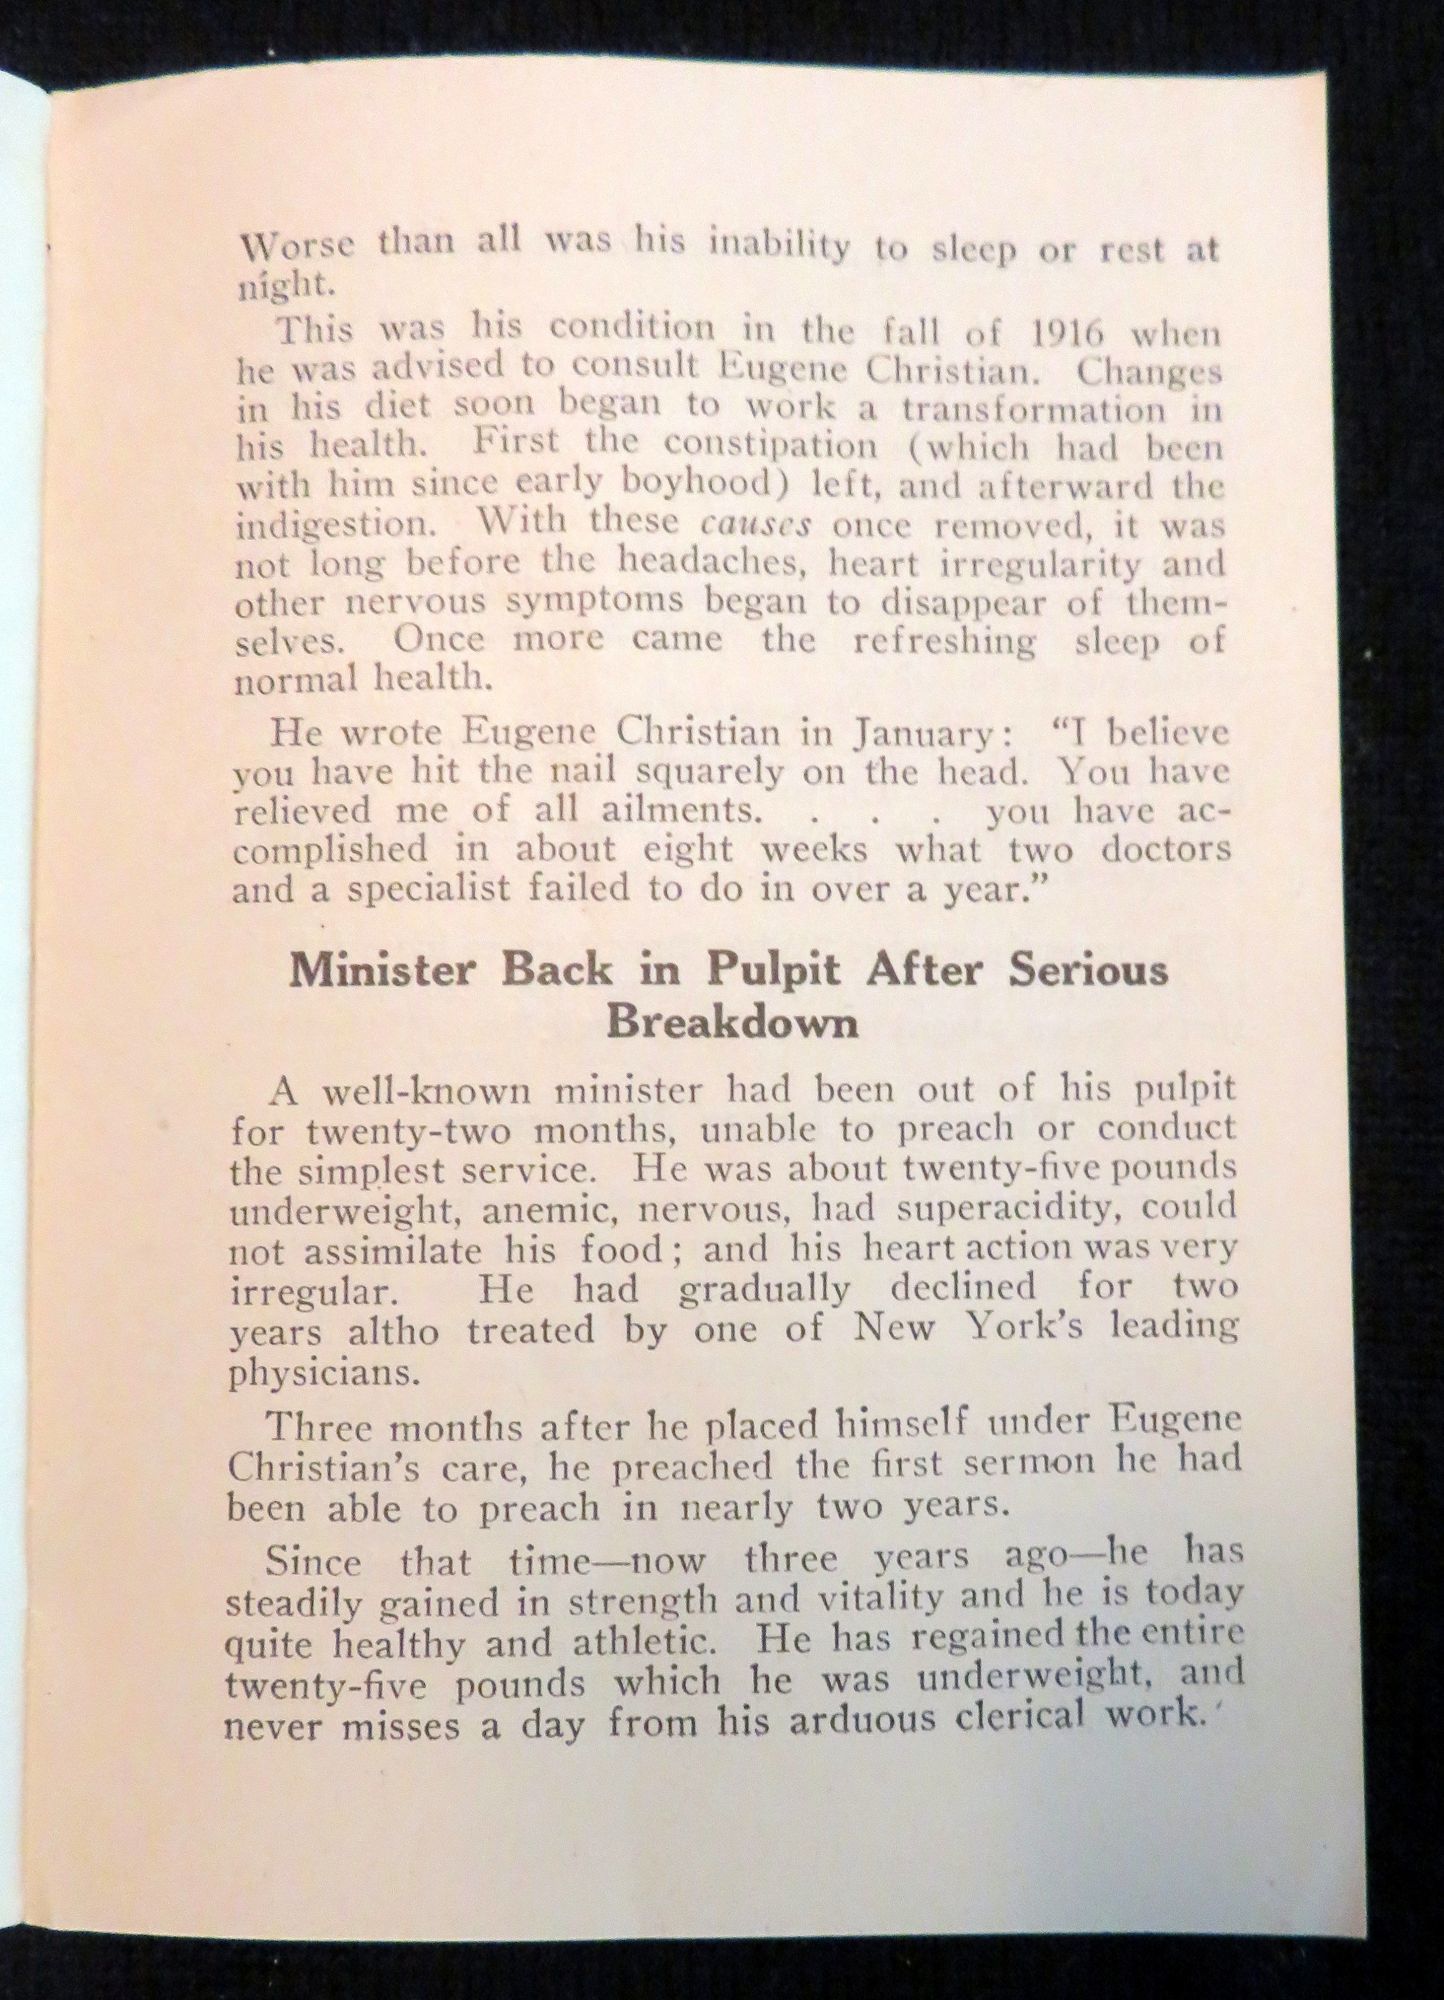 Worse than all was his inability to sleep or rest at
night.
This was his condition in the fall of 1916 when
he was advised to consult Eugene Christian. Changes
in his diet soon began to work a transformation in
his health. First the constipation (which had been
with him since early boyhood) left, and afterward the
indigestion. With these causes once removed, it was
not long before the headaches, heart irregularity and
other nervous symptoms began to disappear of them-
selves. Once more came the refreshing sleep of
normal health.
He wrote Eugene Christian in January: "I believe
you have hit the nail squarely on the head. You have
relieved me of all ailments. . . . you have ac-
complished in about eight weeks what two doctors
and a specialist failed to do in over a year."
Minister Back in Pulpit After Serious
Breakdown
A well-known minister had been out of his pulpit
for twenty-two months, unable to preach or conduct
the simplest service. He was about twenty-five pounds
underweight, anemic, nervous, had superacidity, could
not assimilate his food; and his heart action was very
irregular. He had gradually declined for two
years altho treated by one of New York's leading
physicians.
Three months after he placed himself under Eugene
Christian's care, he preached the first sermon he had
been able to preach in nearly two years.
Since that time—now three years ago—he has
steadily gained in strength and vitality and he is today
quite healthy and athletic. He has regained the entire
twenty-five pounds which he was underweight, and
never misses a day from his arduous clerical work.